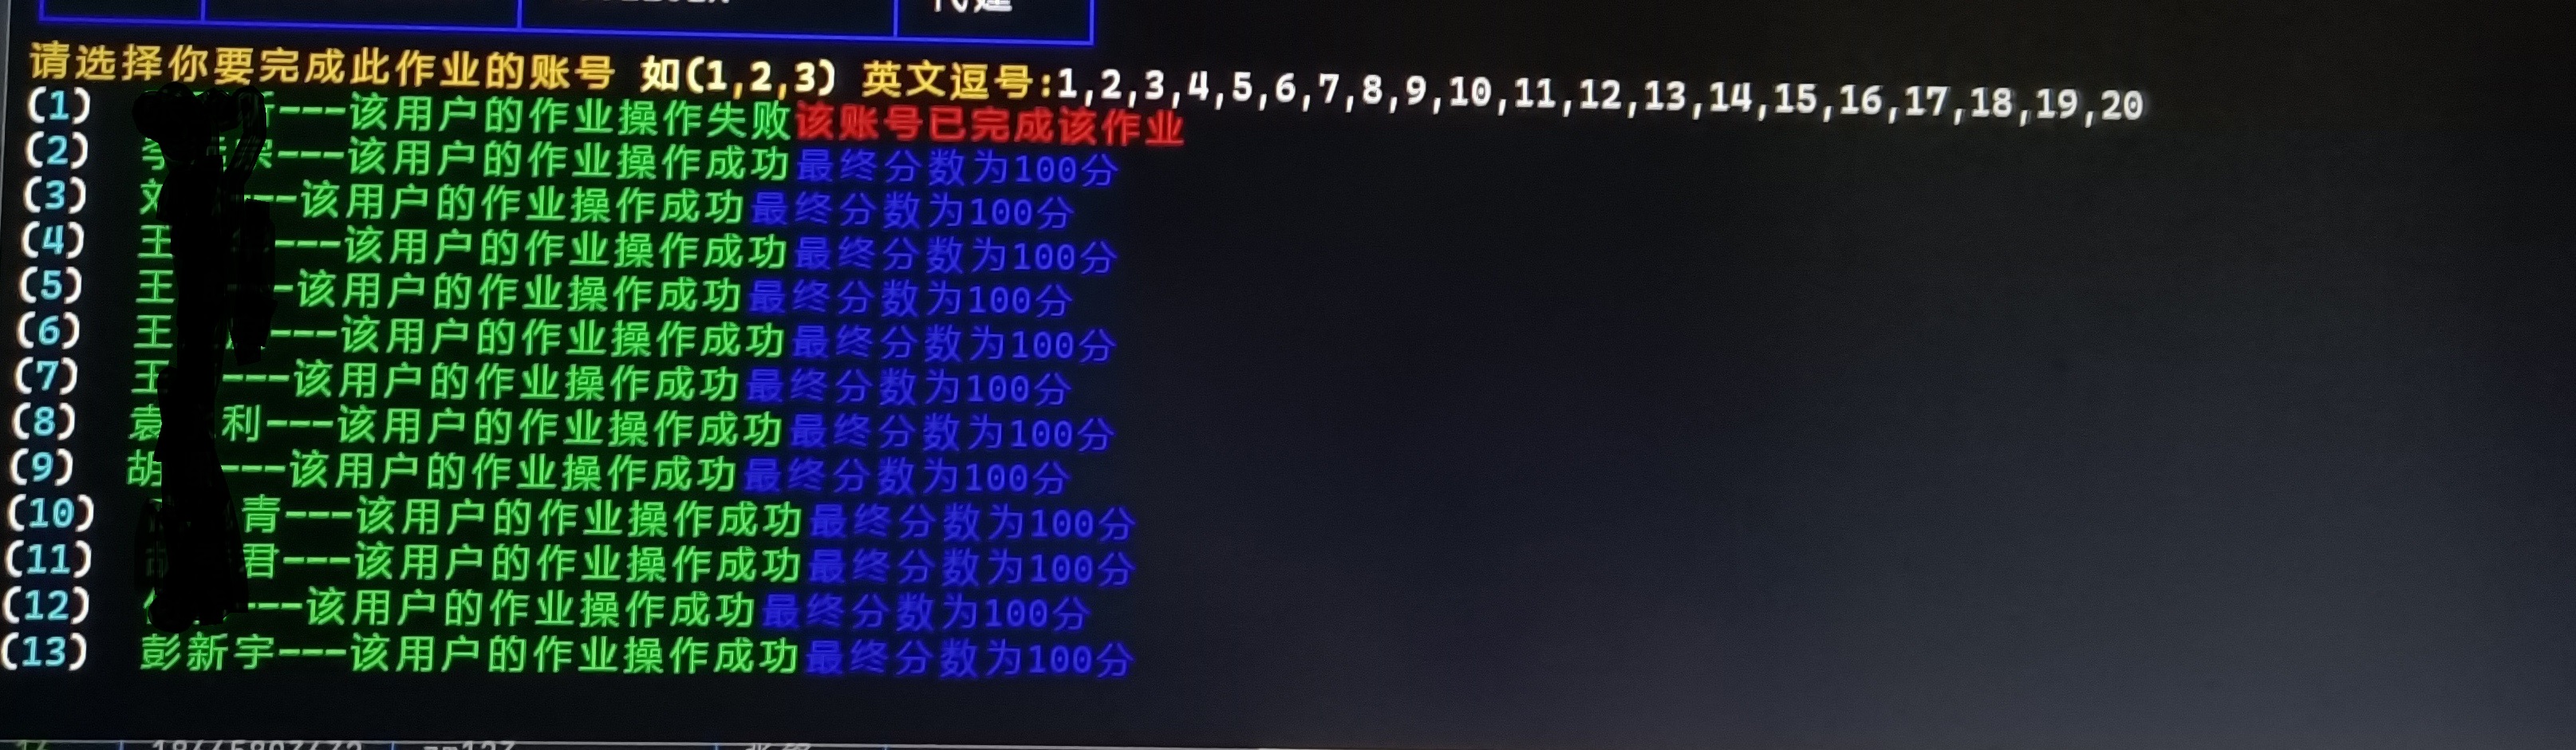 请选择你要完成此作业的账号 如(1,2,3) 英文逗号:1,2,3,4,5,6,7,8,9,10,11,12,13,14,15,16,17,18,19,20
(1) ---该用户的作业操作失败该账号已完成该作业
(2) ---该用户的作业操作成功最终分数为100分
(3) ---该用户的作业操作成功最终分数为100分
(4) 王 ---该用户的作业操作成功最终分数为100分
(5) 王 ---该用户的作业操作成功最终分数为100分
(6) 王 ---该用户的作业操作成功最终分数为100分
(7) 王 ---该用户的作业操作成功最终分数为100分
(8) 袁 利---该用户的作业操作成功最终分数为100分
(9) 胡 ---该用户的作业操作成功最终分数为100分
(10) 青---该用户的作业操作成功最终分数为100分
(11) 君---该用户的作业操作成功最终分数为100分
(12) ---该用户的作业操作成功最终分数为100分
(13) 彭新宇---该用户的作业操作成功最终分数为100分